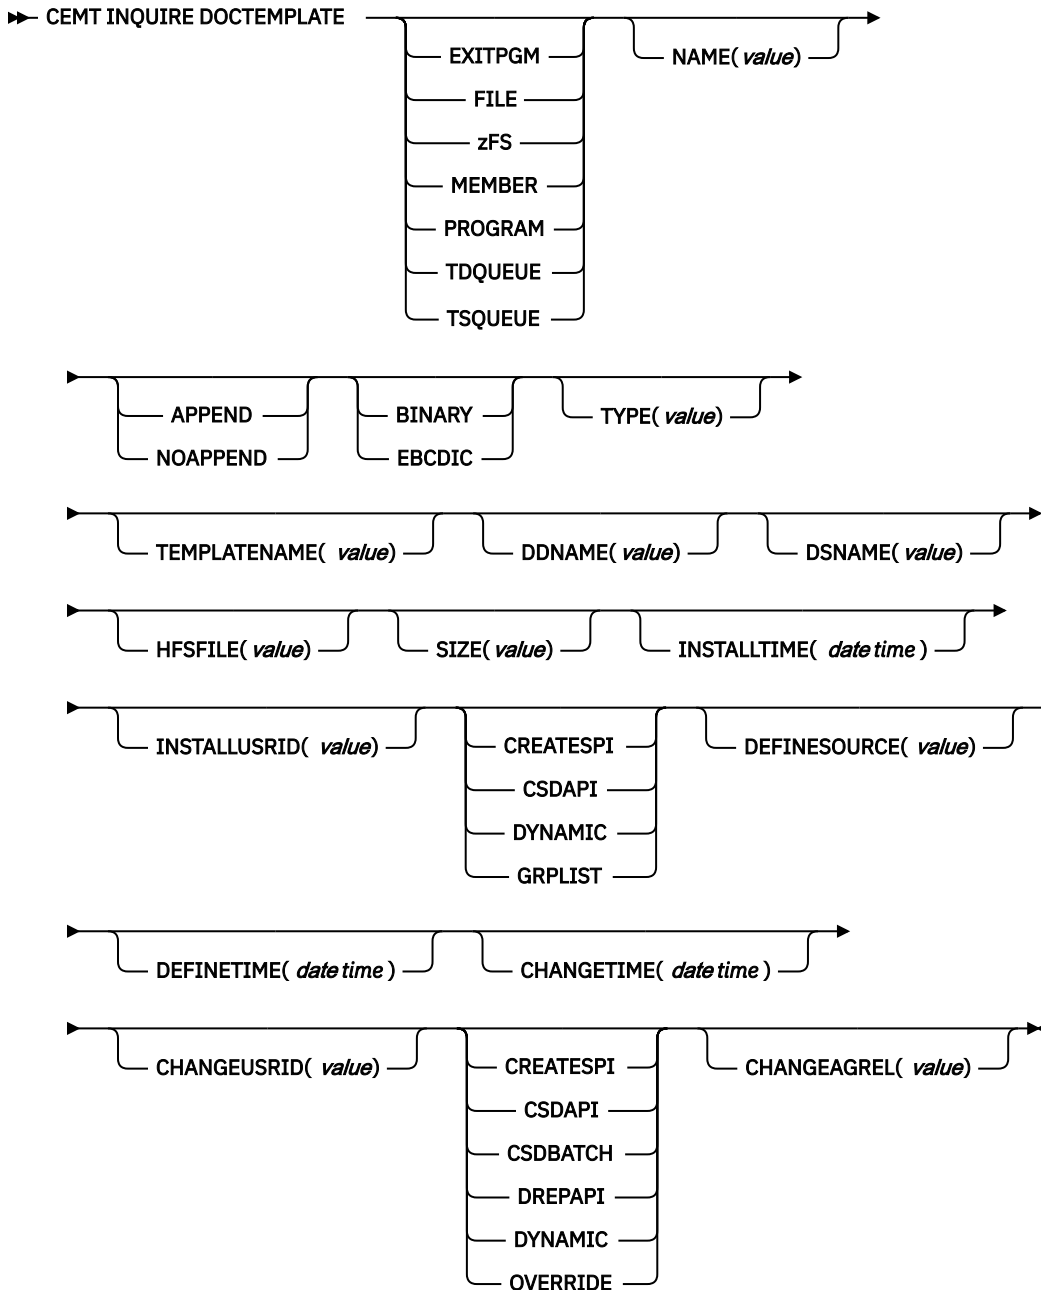 CEMT INQUIRE DOCTEMPLATE
EXITPGM
FILE
zFS
MEMBER
PROGRAM
TDQUEUE
TSQUEUE
NAME( value)
APPEND
NOAPPEND
BINARY
EBCDIC
TYPE( value)
TEMPLATENAME( value)
DDNAME( value)
DSNAME( value)
HFSFILE( value)
SIZE( value)
INSTALLTIME( date time )
INSTALLUSRID( value)
CREATESPI
CSDAPI
DYNAMIC
GRPLIST
DEFINESOURCE( value)
DEFINETIME( date time )
CHANGETIME( date time )
CHANGEUSRID( value)
CREATESPI
CSDAPI
CSDBATCH
DREPAPI
DYNAMIC
OVERRIDE
CHANGEAGREL( value)